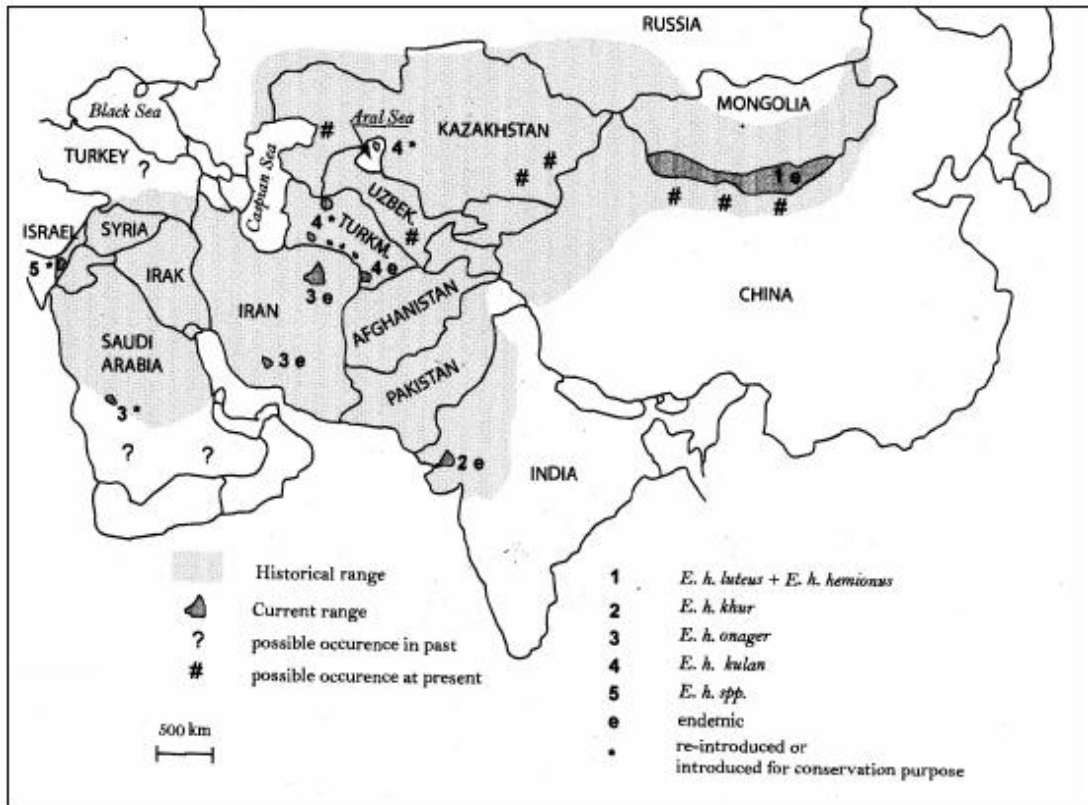 RUSSIA
Black Sea
Aral Sea
KAZAKHSTAN
MONGOLIA
TURKEY
?
Caspian Sea
#
4*
# #
#
1 e
# # #
UZBEK.
#
ISRAEL
SYRIA
4*
TURKM.
5*
IRAK
4 e
CHINA
IRAN
3 e
AFGHANISTAN
SAUDI
ARABIA
3 e
PAKISTAN
3*
? ?
2 e
INDIA
Historical range
Current range
? possible occurence in past
# possible occurence at present
500 km
1 E. h. luteus + E. h. hemionus
2 E. h. khur
3 E. h. onager
4 E. h. kulan
5 E. h. spp.
e endemic
* re-introduced or
introduced for conservation purpose